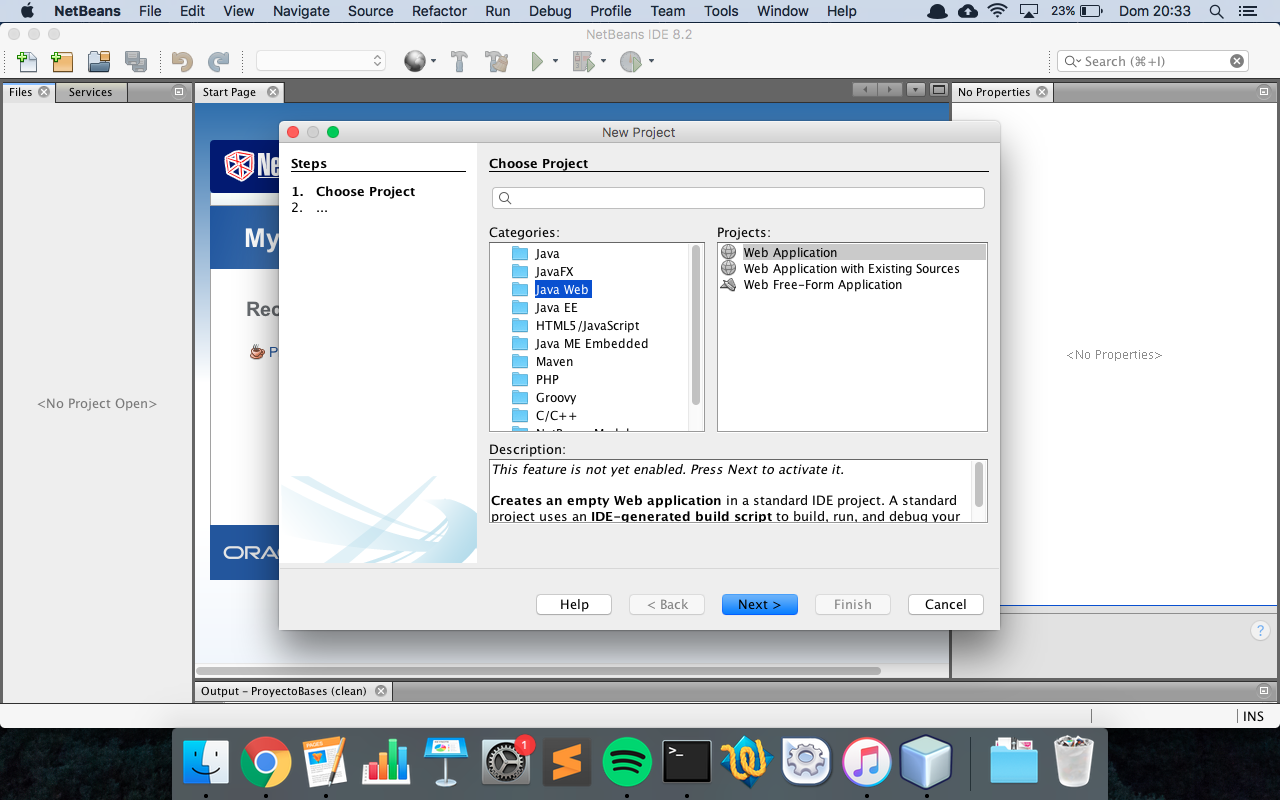 NetBeans File Edit View Navigate Source Refactor Run Debug Profile Team Tools Window Help 23% Dom 20:33
NetBeans IDE 8.2
Search (⌘+I)
Files Services Start Page No Properties
New Project
Steps
1. Choose Project
2. ...
Choose Project
Categories:
Java
JavaFX
Java Web
Java EE
HTML5/JavaScript
Java ME Embedded
Maven
PHP
Groovy
C/C++
Projects:
Web Application
Web Application with Existing Sources
Web Free-Form Application
Description:
This feature is not yet enabled. Press Next to activate it.
Creates an empty Web application in a standard IDE project. A standard
project uses an IDE-generated build script to build, run, and debug your
Help < Back Next > Finish Cancel
My
<No Project Open>
<No Properties>
?
Output - ProyectoBases (clean)
INS
PAGES
1
>_